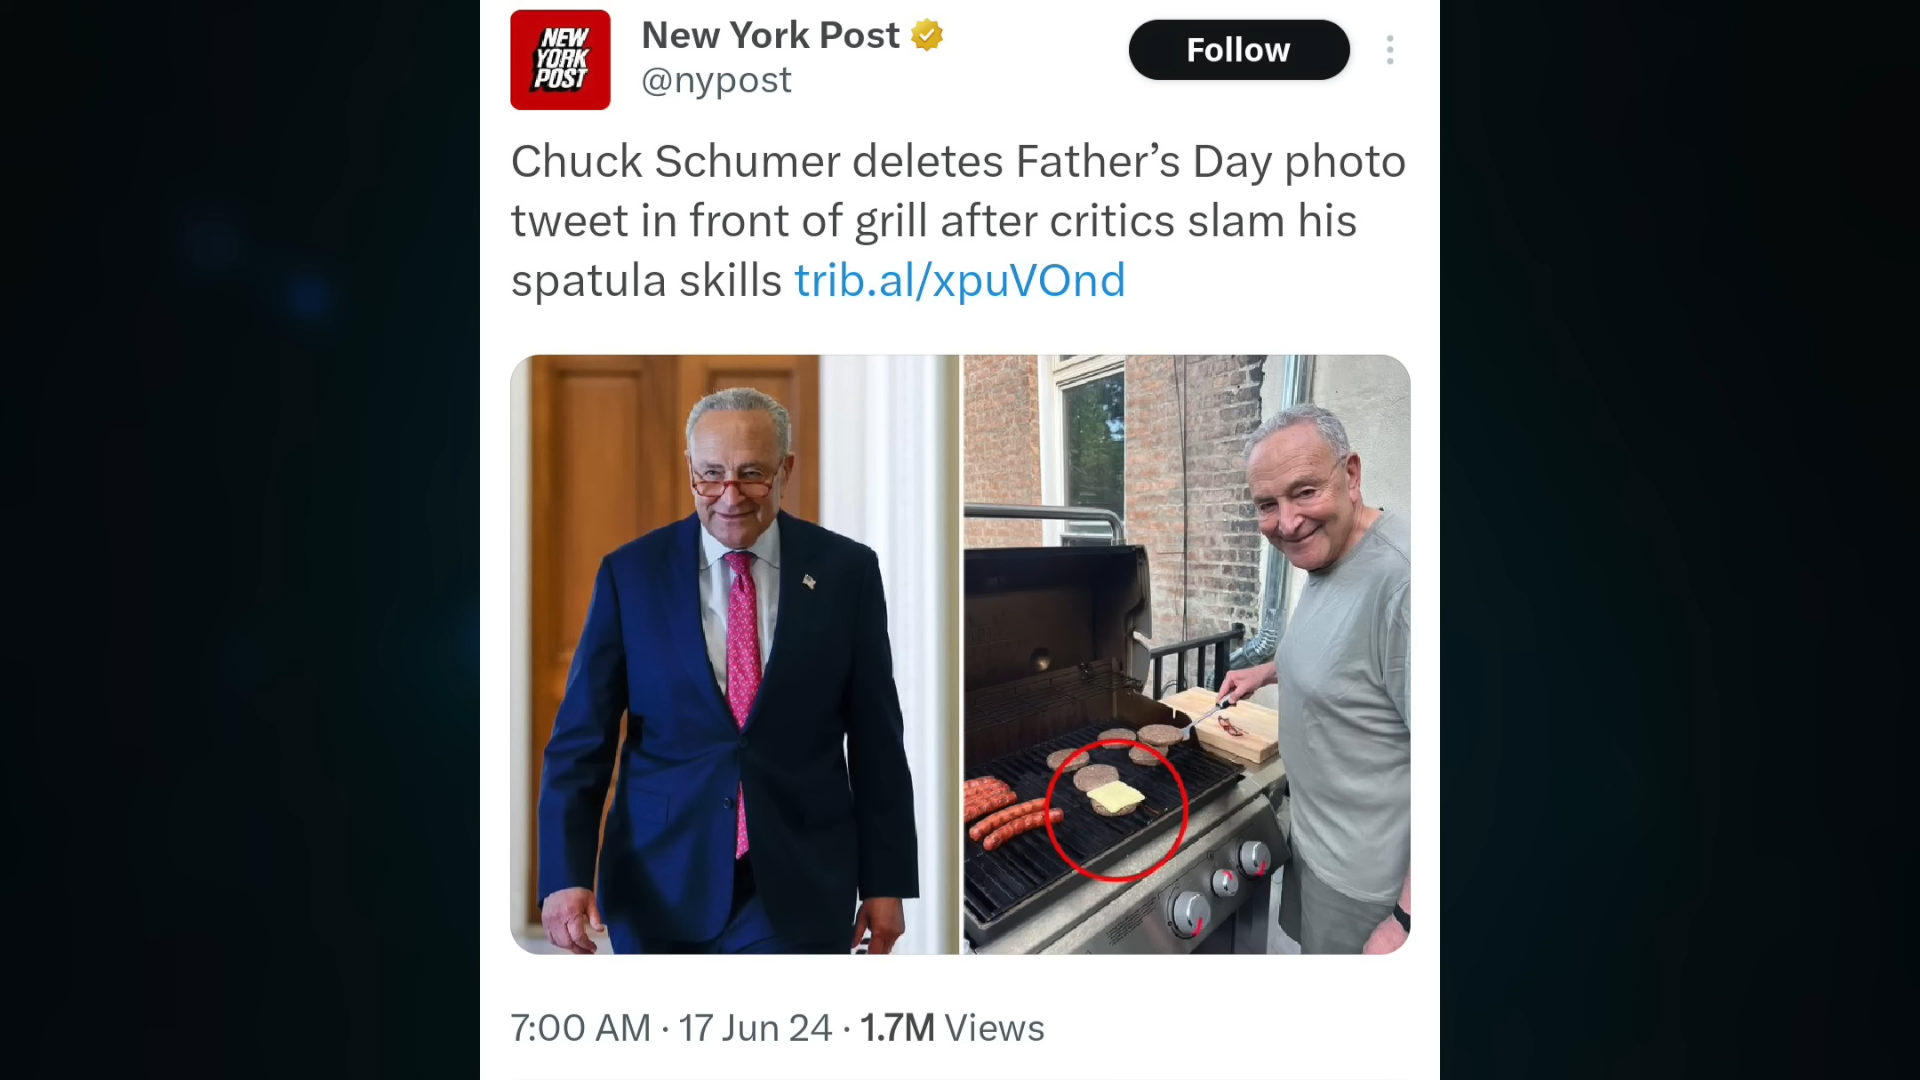 NEW
YORK
POST
New York Post
@nypost
Follow
Chuck Schumer deletes Father’s Day photo
tweet in front of grill after critics slam his
spatula skills trib.al/xpuVOnd
7:00 AM · 17 Jun 24 · 1.7M Views